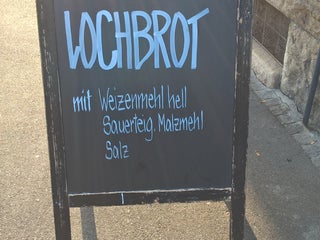 LOCHBROT
mit Weizenmehl hell
Sauerteig, Malzmehl
Salz